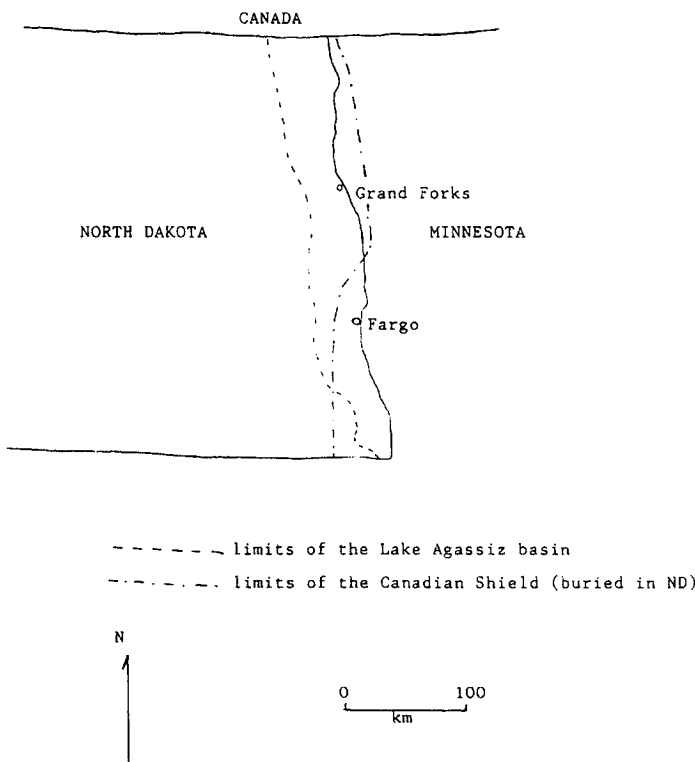 CANADA
Grand Forks
NORTH DAKOTA
MINNESOTA
Fargo
limits of the Lake Agassiz basin
limits of the Canadian Shield (buried in ND)
N
0 100
km